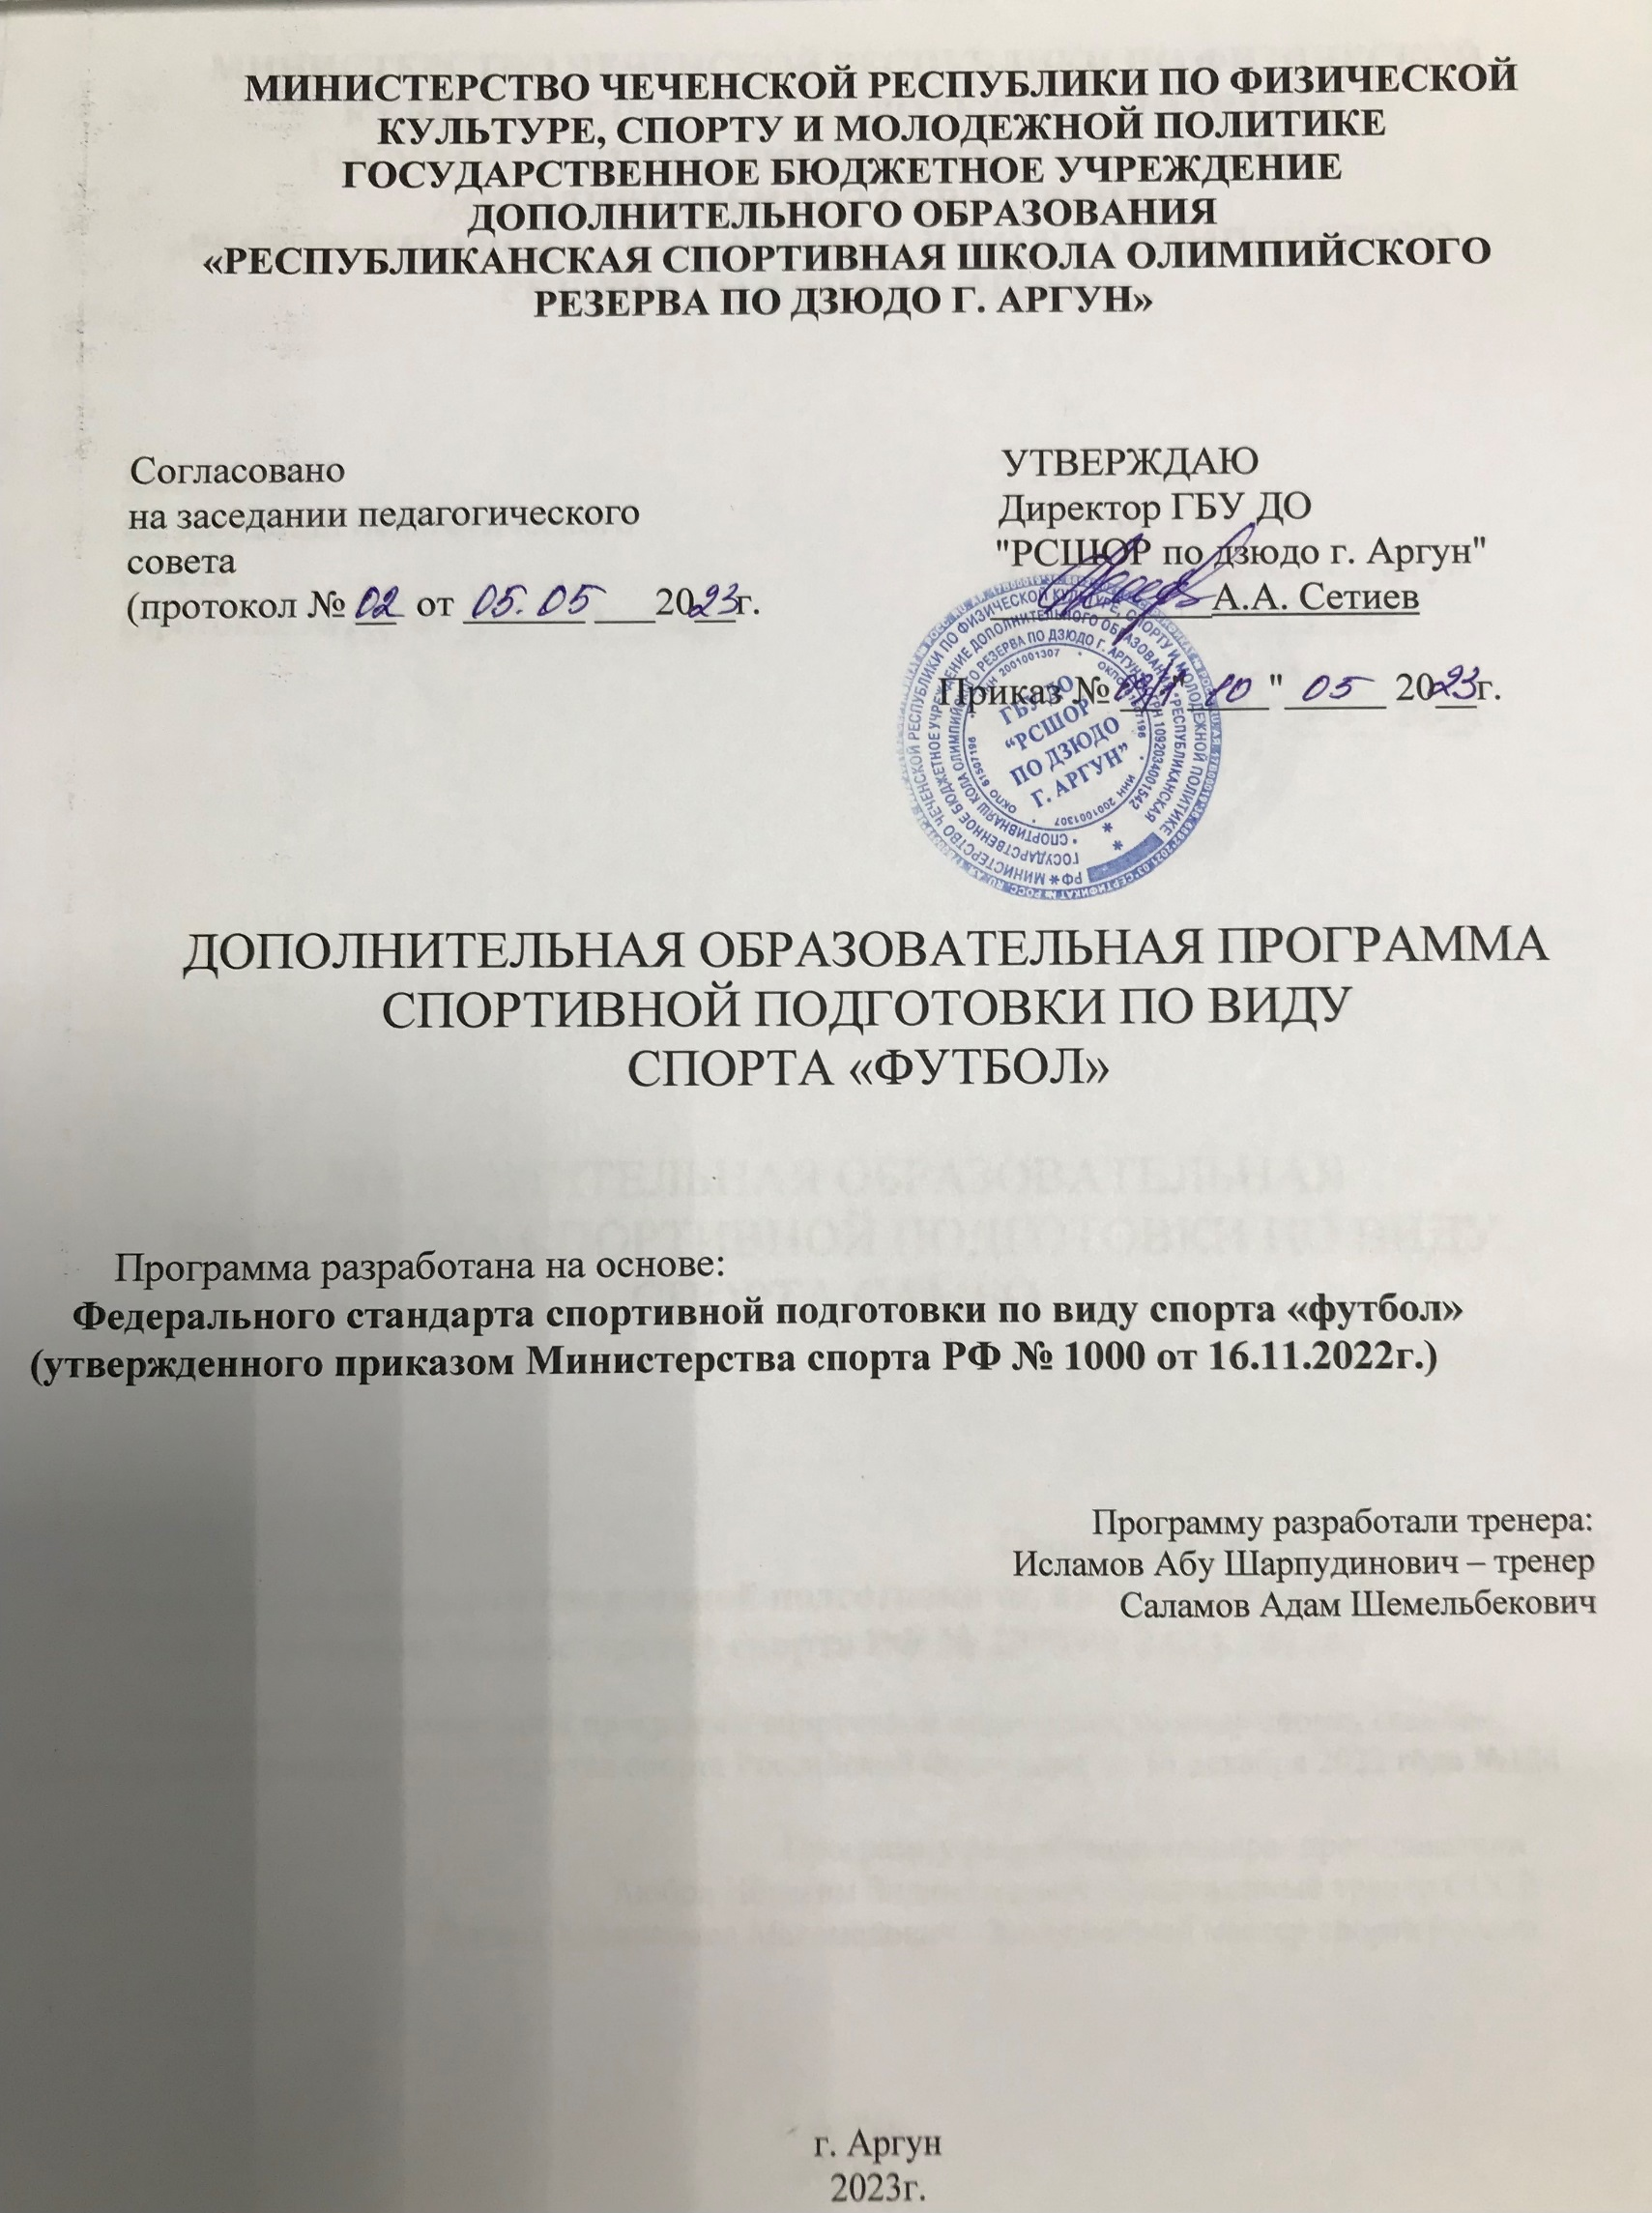 МИНИСТЕРСТВО ЧЕЧЕНСКОЙ РЕСПУБЛИКИ ПО ФИЗИЧЕСКОЙ
КУЛЬТУРЕ, СПОРТУ И МОЛОДЕЖНОЙ ПОЛИТИКЕ
ГОСУДАРСТВЕННОЕ БЮДЖЕТНОЕ УЧРЕЖДЕНИЕ
ДОПОЛНИТЕЛЬНОГО ОБРАЗОВАНИЯ
«РЕСПУБЛИКАНСКАЯ СПОРТИВНАЯ ШКОЛА ОЛИМПИЙСКОГО
РЕЗЕРВА ПО ДЗЮДО Г. АРГУН»
Согласовано
на заседании педагогического
совета
(протокол № 02 от 05.05 2023г.
УТВЕРЖДАЮ
Директор ГБУ ДО
"РСШОР по дзюдо г. Аргун"
А.А. Сетиев
Приказ № 09/1 " 10 " 05 2023г.
ГБУ ДО
“РСШОР
ПО ДЗЮДО
Г. АРГУН”
ДОПОЛНИТЕЛЬНАЯ ОБРАЗОВАТЕЛЬНАЯ ПРОГРАММА
СПОРТИВНОЙ ПОДГОТОВКИ ПО ВИДУ
СПОРТА «ФУТБОЛ»
Программа разработана на основе:
Федерального стандарта спортивной подготовки по виду спорта «футбол»
(утвержденного приказом Министерства спорта РФ № 1000 от 16.11.2022г.)
Программу разработали тренера:
Исламов Абу Шарпудинович – тренер
Саламов Адам Шемельбекович
г. Аргун
2023г.